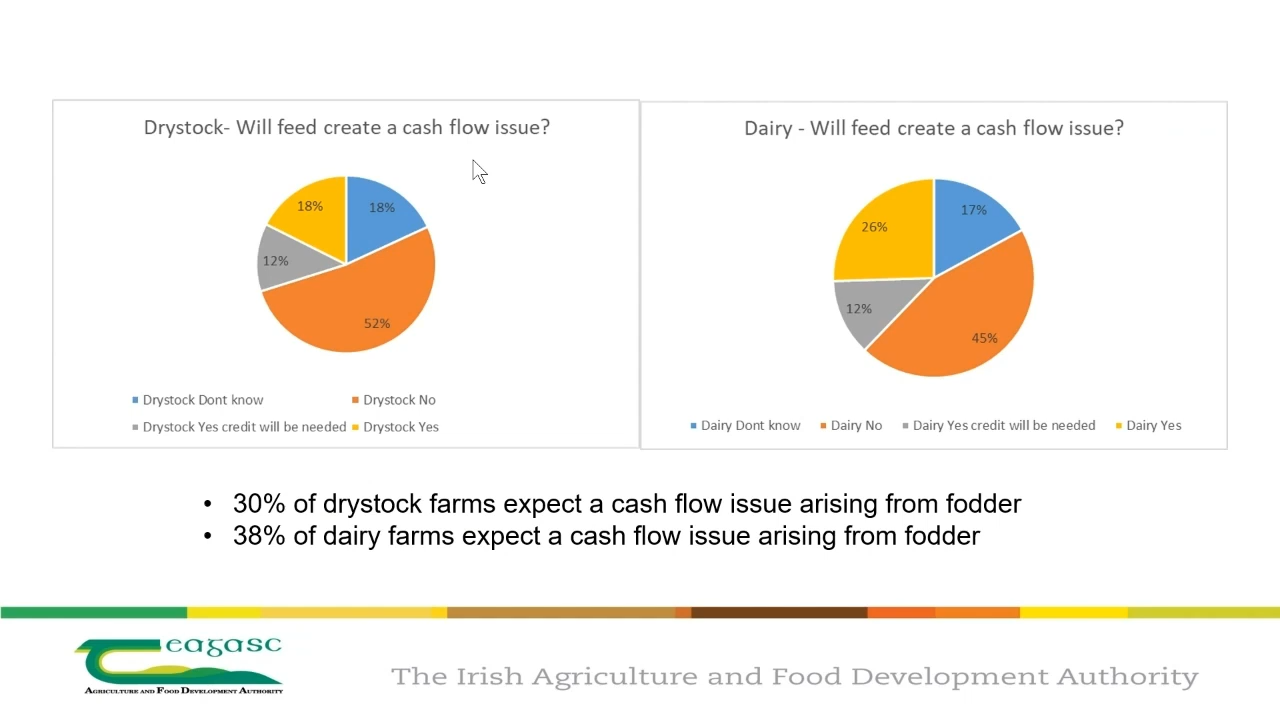 Drystock- Will feed create a cash flow issue?
18%
18%
12%
52%
Drystock Dont know
Drystock No
Drystock Yes credit will be needed
Drystock Yes
Dairy - Will feed create a cash flow issue?
17%
26%
12%
45%
Dairy Dont know
Dairy No
Dairy Yes credit will be needed
Dairy Yes
• 30% of drystock farms expect a cash flow issue arising from fodder
• 38% of dairy farms expect a cash flow issue arising from fodder
Teagasc
AGRICULTURE AND FOOD DEVELOPMENT AUTHORITY
The Irish Agriculture and Food Development Authority